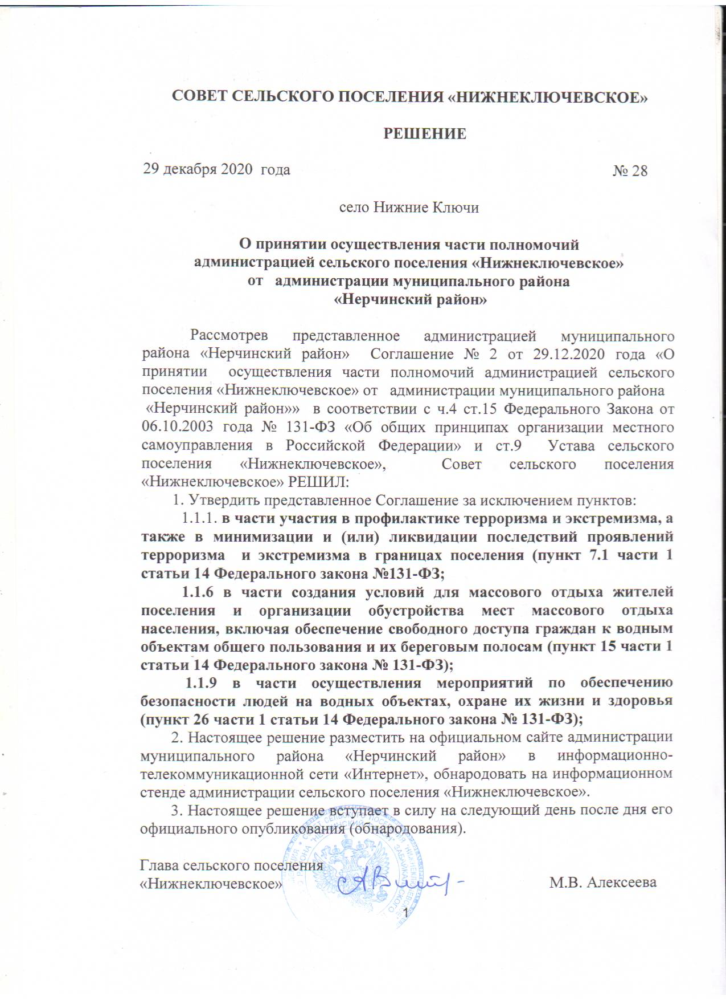 СОВЕТ СЕЛЬСКОГО ПОСЕЛЕНИЯ «НИЖНЕКЛЮЧЕВСКОЕ»
РЕШЕНИЕ
29 декабря 2020 года № 28
село Нижние Ключи
О принятии осуществления части полномочий
администрацией сельского поселения «Нижнеключевское»
от администрации муниципального района
«Нерчинский район»
Рассмотрев представленное администрацией муниципального
района «Нерчинский район» Соглашение № 2 от 29.12.2020 года «О
принятии осуществления части полномочий администрацией сельского
поселения «Нижнеключевское» от администрации муниципального района
«Нерчинский район»» в соответствии с ч.4 ст.15 Федерального Закона от
06.10.2003 года № 131-ФЗ «Об общих принципах организации местного
самоуправления в Российской Федерации» и ст.9 Устава сельского
поселения «Нижнеключевское», Совет сельского поселения
«Нижнеключевское» РЕШИЛ:
1. Утвердить представленное Соглашение за исключением пунктов:
1.1.1. в части участия в профилактике терроризма и экстремизма, а
также в минимизации и (или) ликвидации последствий проявлений
терроризма и экстремизма в границах поселения (пункт 7.1 части 1
статьи 14 Федерального закона №131-ФЗ;
1.1.6 в части создания условий для массового отдыха жителей
поселения и организации обустройства мест массового отдыха
населения, включая обеспечение свободного доступа граждан к водным
объектам общего пользования и их береговым полосам (пункт 15 части 1
статьи 14 Федерального закона № 131-ФЗ);
1.1.9 в части осуществления мероприятий по обеспечению
безопасности людей на водных объектах, охране их жизни и здоровья
(пункт 26 части 1 статьи 14 Федерального закона № 131-ФЗ);
2. Настоящее решение разместить на официальном сайте администрации
муниципального района «Нерчинский район» в информационно-
телекоммуникационной сети «Интернет», обнародовать на информационном
стенде администрации сельского поселения «Нижнеключевское».
3. Настоящее решение вступает в силу на следующий день после дня его
официального опубликования (обнародования).
Глава сельского поселения
«Нижнеключевское» М.В. Алексеева
1